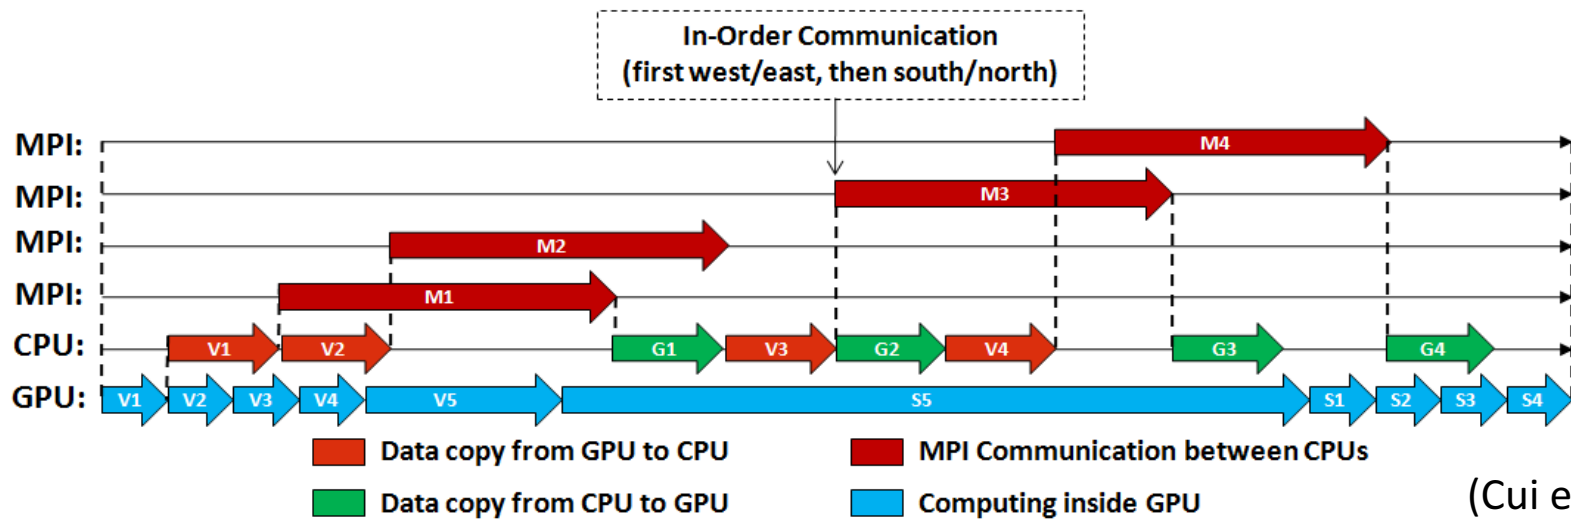 In-Order Communication
(first west/east, then south/north)
MPI: M4
MPI: M3
MPI: M2
MPI: M1
CPU: V1 V2 G1 V3 G2 V4 G3 G4
GPU: V1 V2 V3 V4 V5 S5 S1 S2 S3 S4
Data copy from GPU to CPU MPI Communication between CPUs
Data copy from CPU to GPU Computing inside GPU
(Cui e